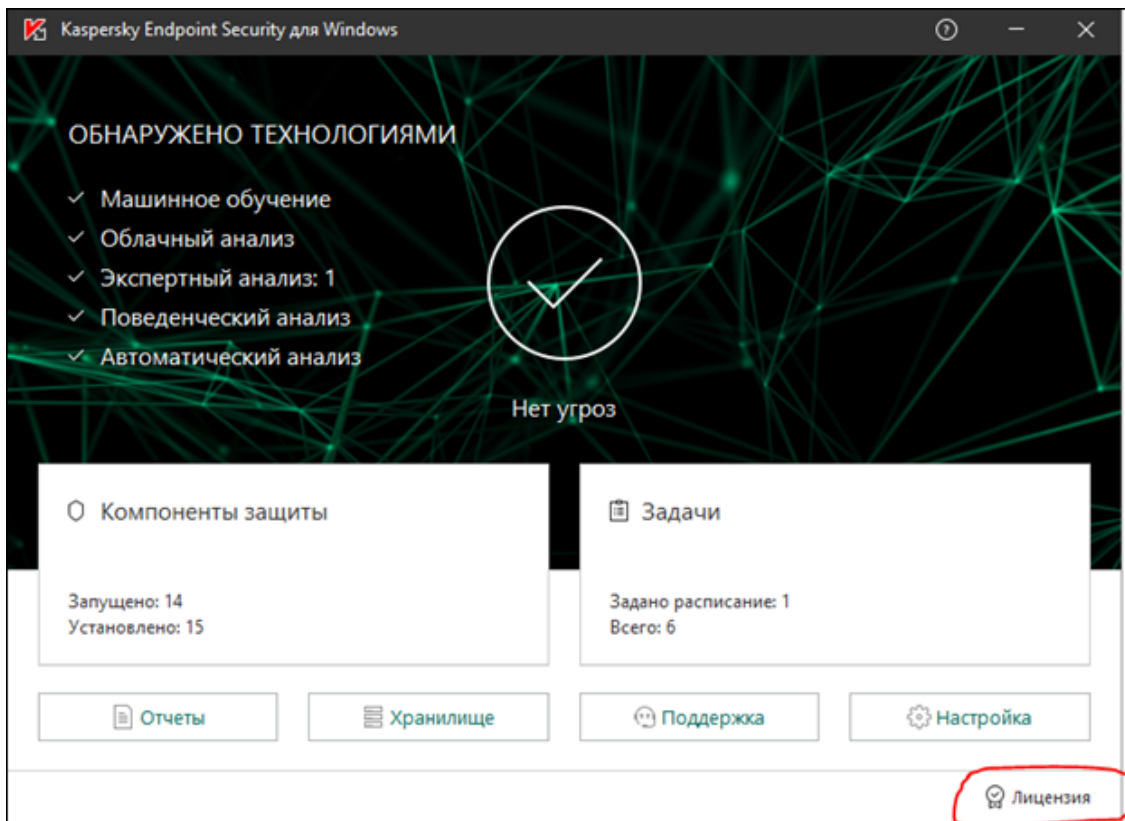 Kaspersky Endpoint Security для Windows
ОБНАРУЖЕНО ТЕХНОЛОГИЯМИ
Машинное обучение
Облачный анализ
Экспертный анализ: 1
Поведенческий анализ
Автоматический анализ
Нет угроз
Компоненты защиты
Запущено: 14
Установлено: 15
Задачи
Задано расписание: 1
Всего: 6
Отчеты
Хранилище
Поддержка
Настройка
Лицензия